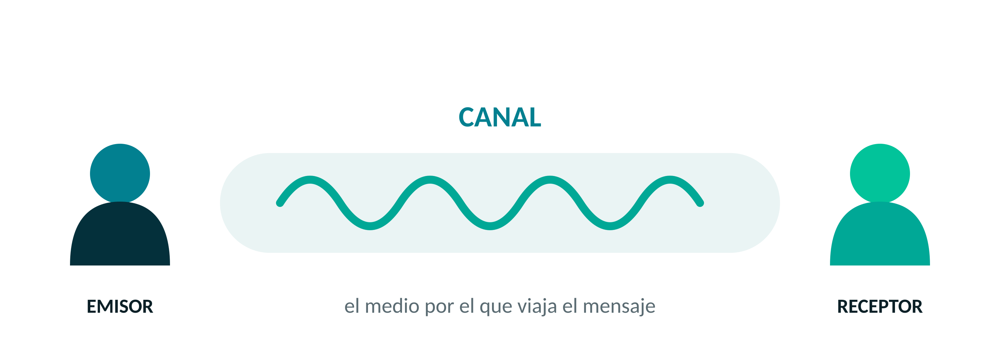 CANAL
EMISOR
el medio por el que viaja el mensaje
RECEPTOR